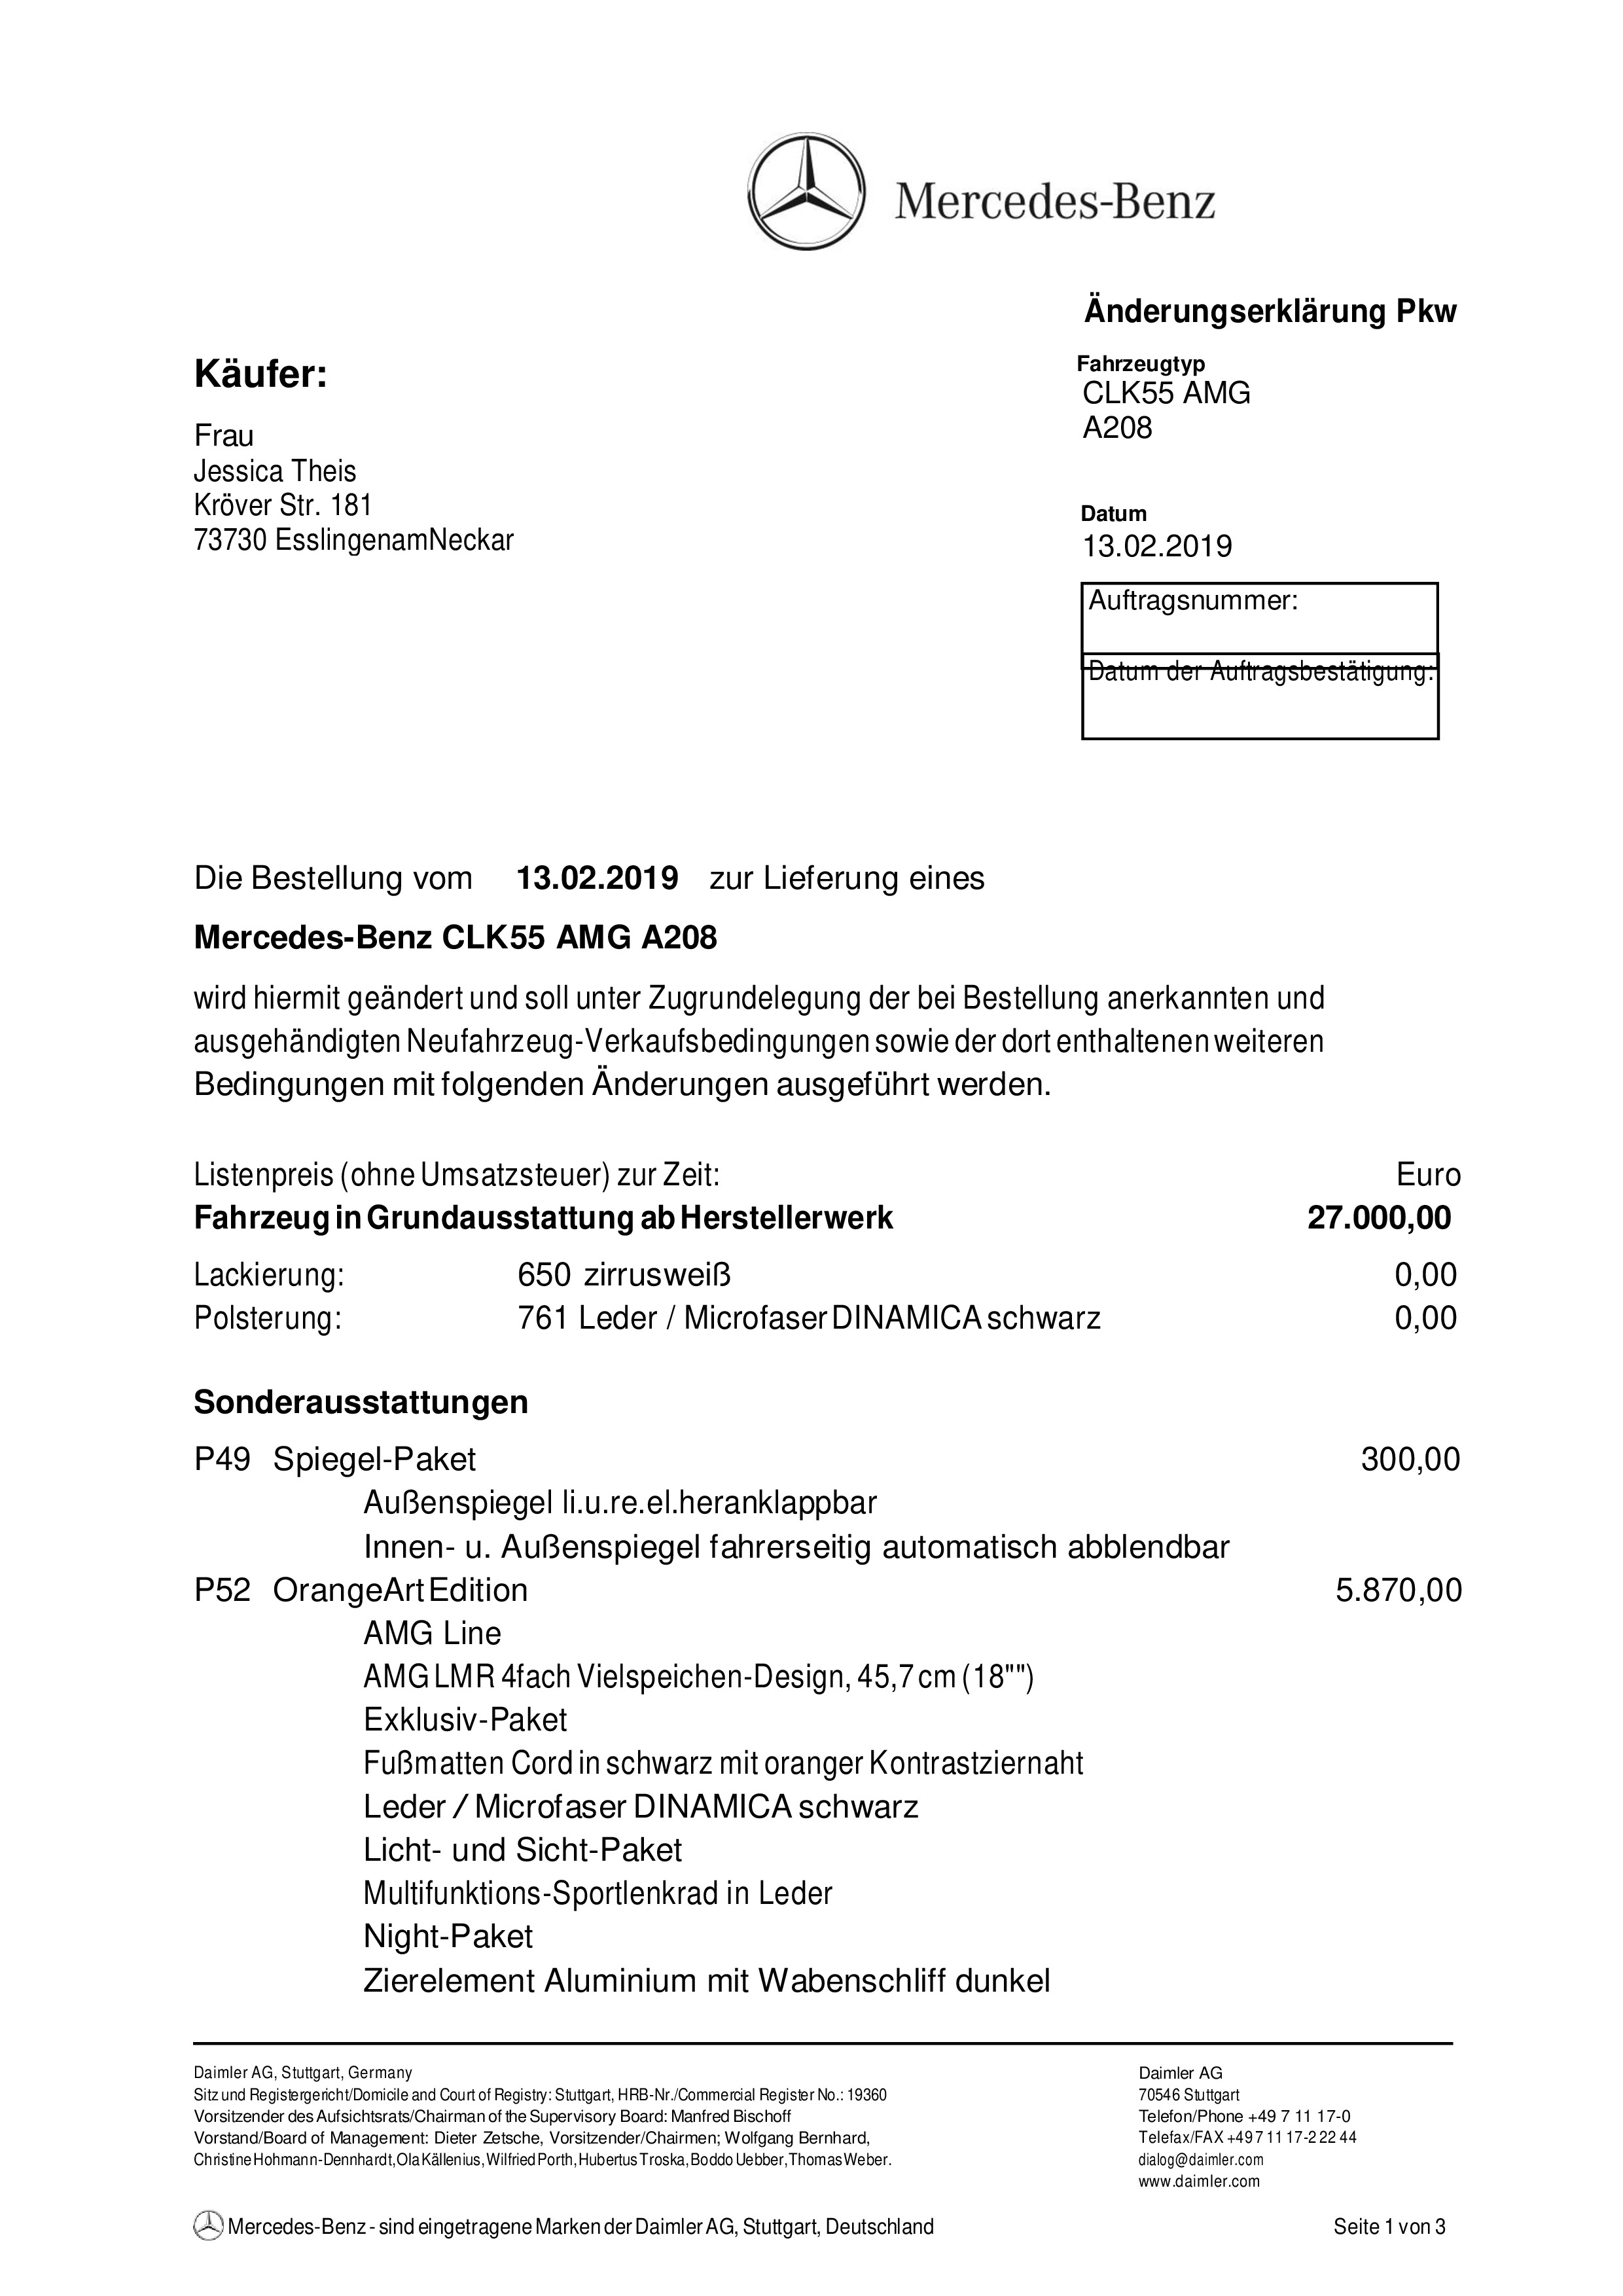 Mercedes-Benz
Änderungserklärung Pkw
Käufer:
Fahrzeugtyp
CLK55 AMG
A208
Frau
Jessica Theis
Kröver Str. 181
73730 EsslingenamNeckar
Datum
13.02.2019
Auftragsnummer:
Datum der Auftragsbestätigung:
Die Bestellung vom 13.02.2019 zur Lieferung eines
Mercedes-Benz CLK55 AMG A208
wird hiermit geändert und soll unter Zugrundelegung der bei Bestellung anerkannten und
ausgehändigten Neufahrzeug-Verkaufsbedingungen sowie der dort enthaltenen weiteren
Bedingungen mit folgenden Änderungen ausgeführt werden.
Listenpreis (ohne Umsatzsteuer) zur Zeit: Euro
Fahrzeug in Grundausstattung ab Herstellerwerk 27.000,00
Lackierung: 650 zirrusweiß 0,00
Polsterung: 761 Leder / Microfaser DINAMICA schwarz 0,00
Sonderausstattungen
P49 Spiegel-Paket 300,00
Außenspiegel li.u.re.el.heranklappbar
Innen- u. Außenspiegel fahrerseitig automatisch abblendbar
P52 OrangeArt Edition 5.870,00
AMG Line
AMG LMR 4fach Vielspeichen-Design, 45,7 cm (18"")
Exklusiv-Paket
Fußmatten Cord in schwarz mit oranger Kontrastziernaht
Leder / Microfaser DINAMICA schwarz
Licht- und Sicht-Paket
Multifunktions-Sportlenkrad in Leder
Night-Paket
Zierelement Aluminium mit Wabenschliff dunkel
Daimler AG, Stuttgart, Germany
Sitz und Registergericht/Domicile and Court of Registry: Stuttgart, HRB-Nr./Commercial Register No.: 19360
Vorsitzender des Aufsichtsrats/Chairman of the Supervisory Board: Manfred Bischoff
Vorstand/Board of Management: Dieter Zetsche, Vorsitzender/Chairmen; Wolfgang Bernhard,
Christine Hohmann-Dennhardt, Ola Källenius, Wilfried Porth, Hubertus Troska, Boddo Uebber, Thomas Weber.
Daimler AG
70546 Stuttgart
Telefon/Phone +49 7 11 17-0
Telefax/FAX +49 7 11 17-2 22 44
dialog@daimler.com
www.daimler.com
Mercedes-Benz - sind eingetragene Marken der Daimler AG, Stuttgart, Deutschland
Seite 1 von 3